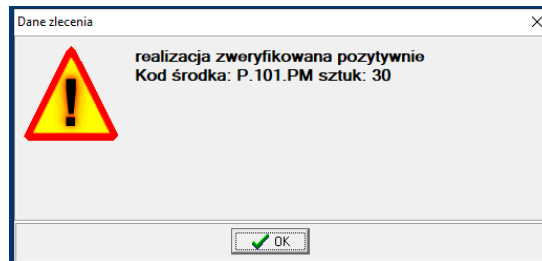 Dane zlecenia
realizacja zweryfikowana pozytywnie
Kod środka: P.101.PM sztuk: 30
OK